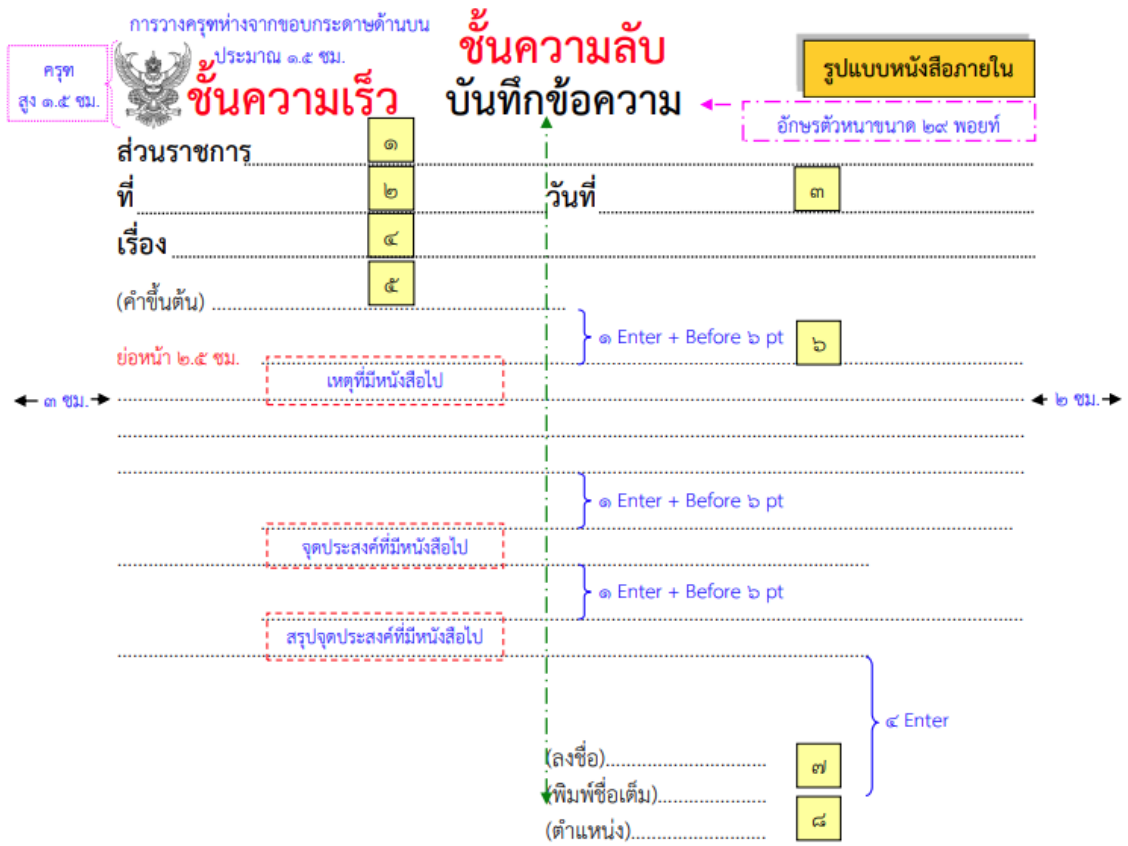 การวางครุฑห่างจากขอบกระดาษด้านบน
ประมาณ ๑.๕ ซม.
ชั้นความลับ
รูปแบบหนังสือภายใน
ครุฑ
สูง ๑.๕ ซม.
ชั้นความเร็ว
บันทึกข้อความ
อักษรตัวหนาขนาด ๒๙ พอยท์
ส่วนราชการ ๑
ที่ ๒ วันที่ ๓
เรื่อง ๔
(คำขึ้นต้น) ๕
๑ Enter + Before ๖ pt ๖
ย่อหน้า ๒.๕ ซม.
เหตุที่มีหนังสือไป
๓ ซม. ๒ ซม.
๑ Enter + Before ๖ pt
จุดประสงค์ที่มีหนังสือไป
๑ Enter + Before ๖ pt
สรุปจุดประสงค์ที่มีหนังสือไป
๔ Enter
(ลงชื่อ) ๗
(พิมพ์ชื่อเต็ม)
(ตำแหน่ง) ๘